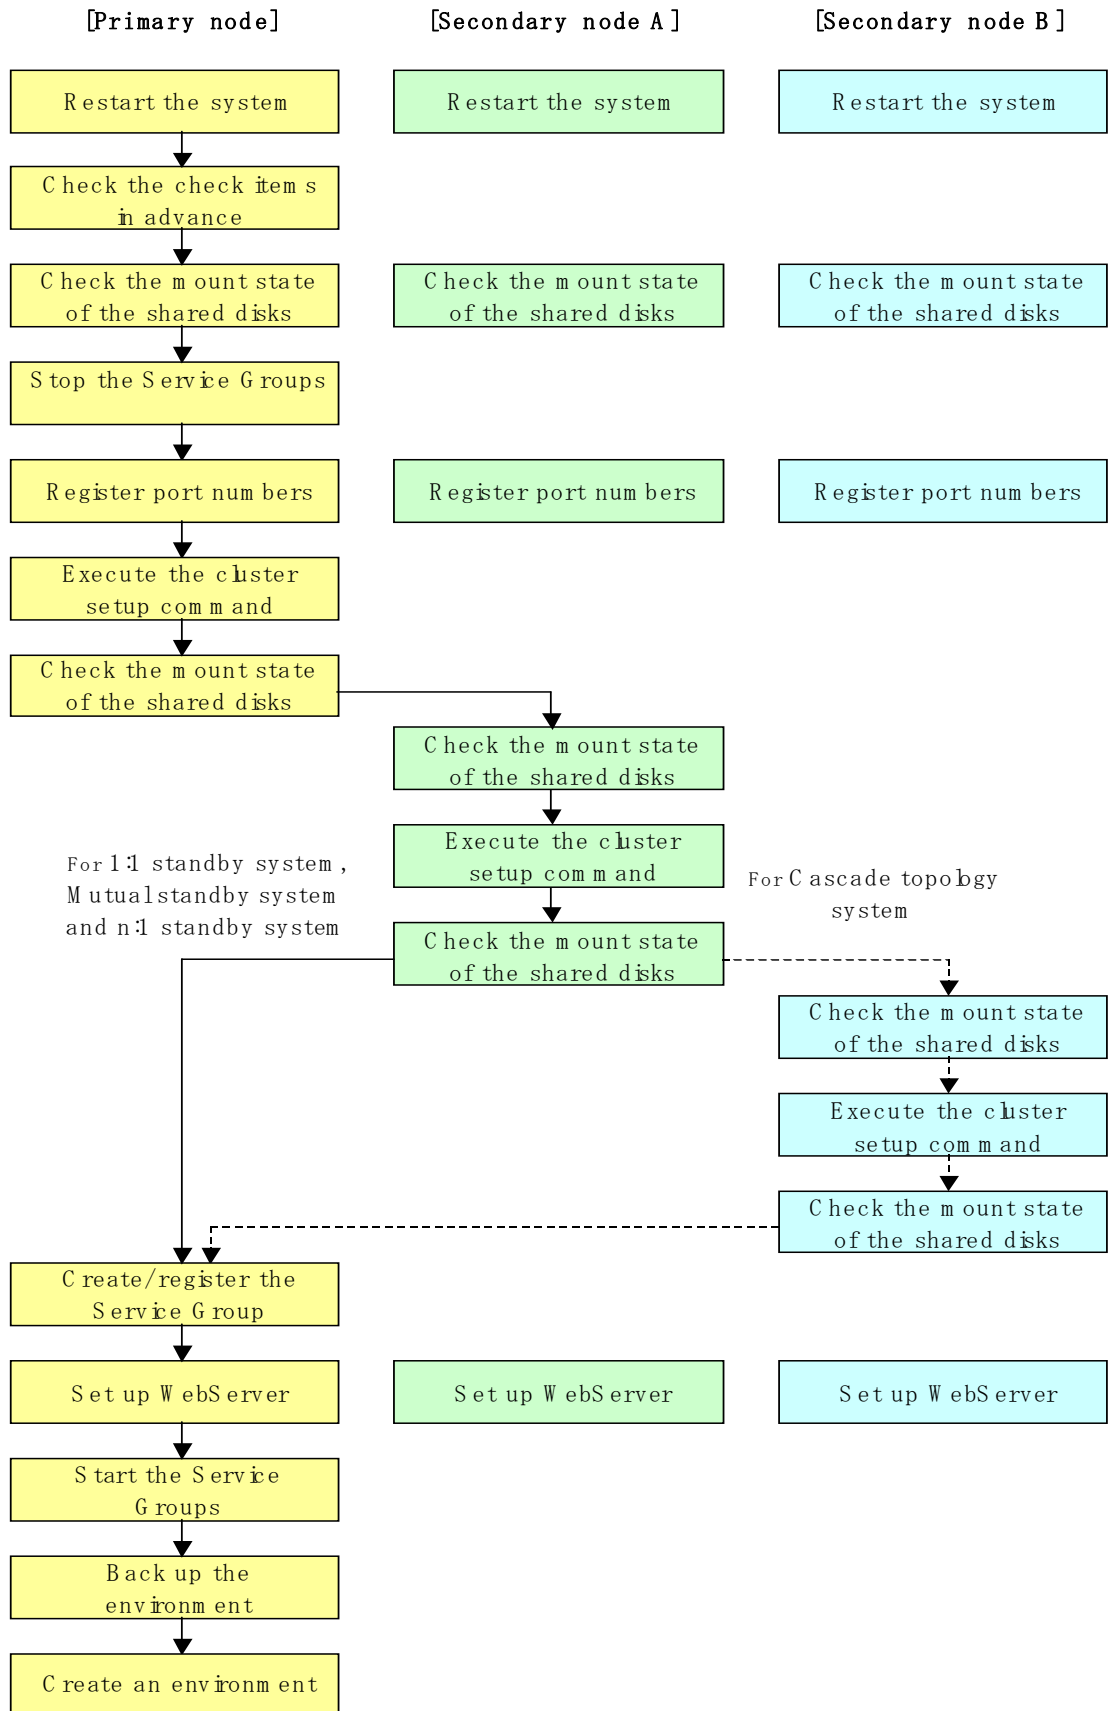 [Primary node]
[Secondary node A]
[Secondary node B]
Restart the system
Restart the system
Restart the system
Check the check items
in advance
Check the mount state
of the shared disks
Check the mount state
of the shared disks
Check the mount state
of the shared disks
Stop the Service Groups
Register port numbers
Register port numbers
Register port numbers
Execute the cluster
setup command
Check the mount state
of the shared disks
Check the mount state
of the shared disks
Execute the cluster
setup command
For 1:1 standby system,
Mutual standby system
and n:1 standby system
For Cascade topology
system
Check the mount state
of the shared disks
Check the mount state
of the shared disks
Execute the cluster
setup command
Check the mount state
of the shared disks
Create/register the
Service Group
Set up WebServer
Set up WebServer
Set up WebServer
Start the Service
Groups
Back up the
environment
Create an environment